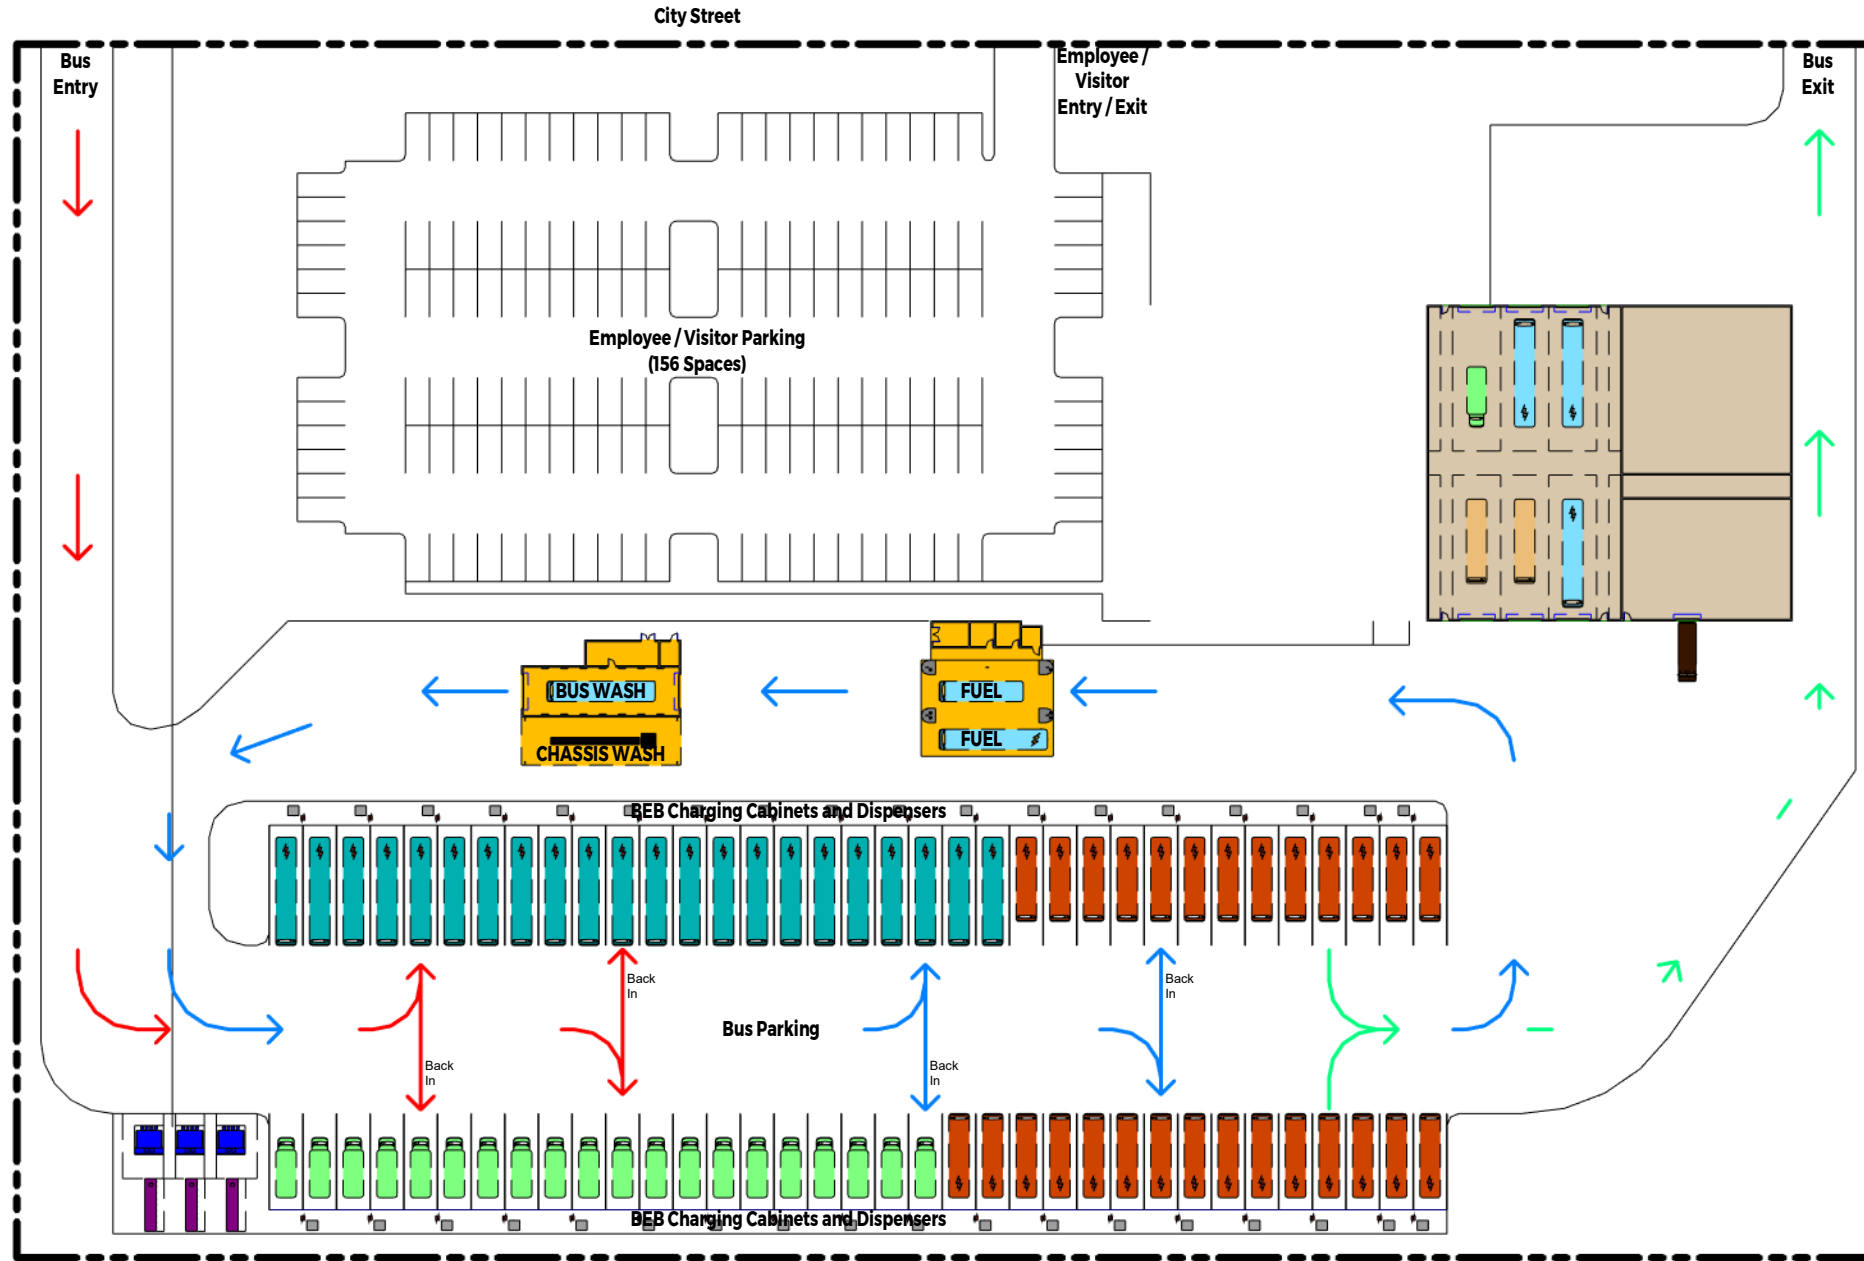 City Street
Bus
Entry
Employee /
Visitor
Entry / Exit
Bus
Exit
Employee / Visitor Parking
(156 Spaces)
BUS WASH
FUEL
FUEL
CHASSIS WASH
BEB Charging Cabinets and Dispensers
Back
In
Back
In
Bus Parking
Back
In
Back
In
BEB Charging Cabinets and Dispensers